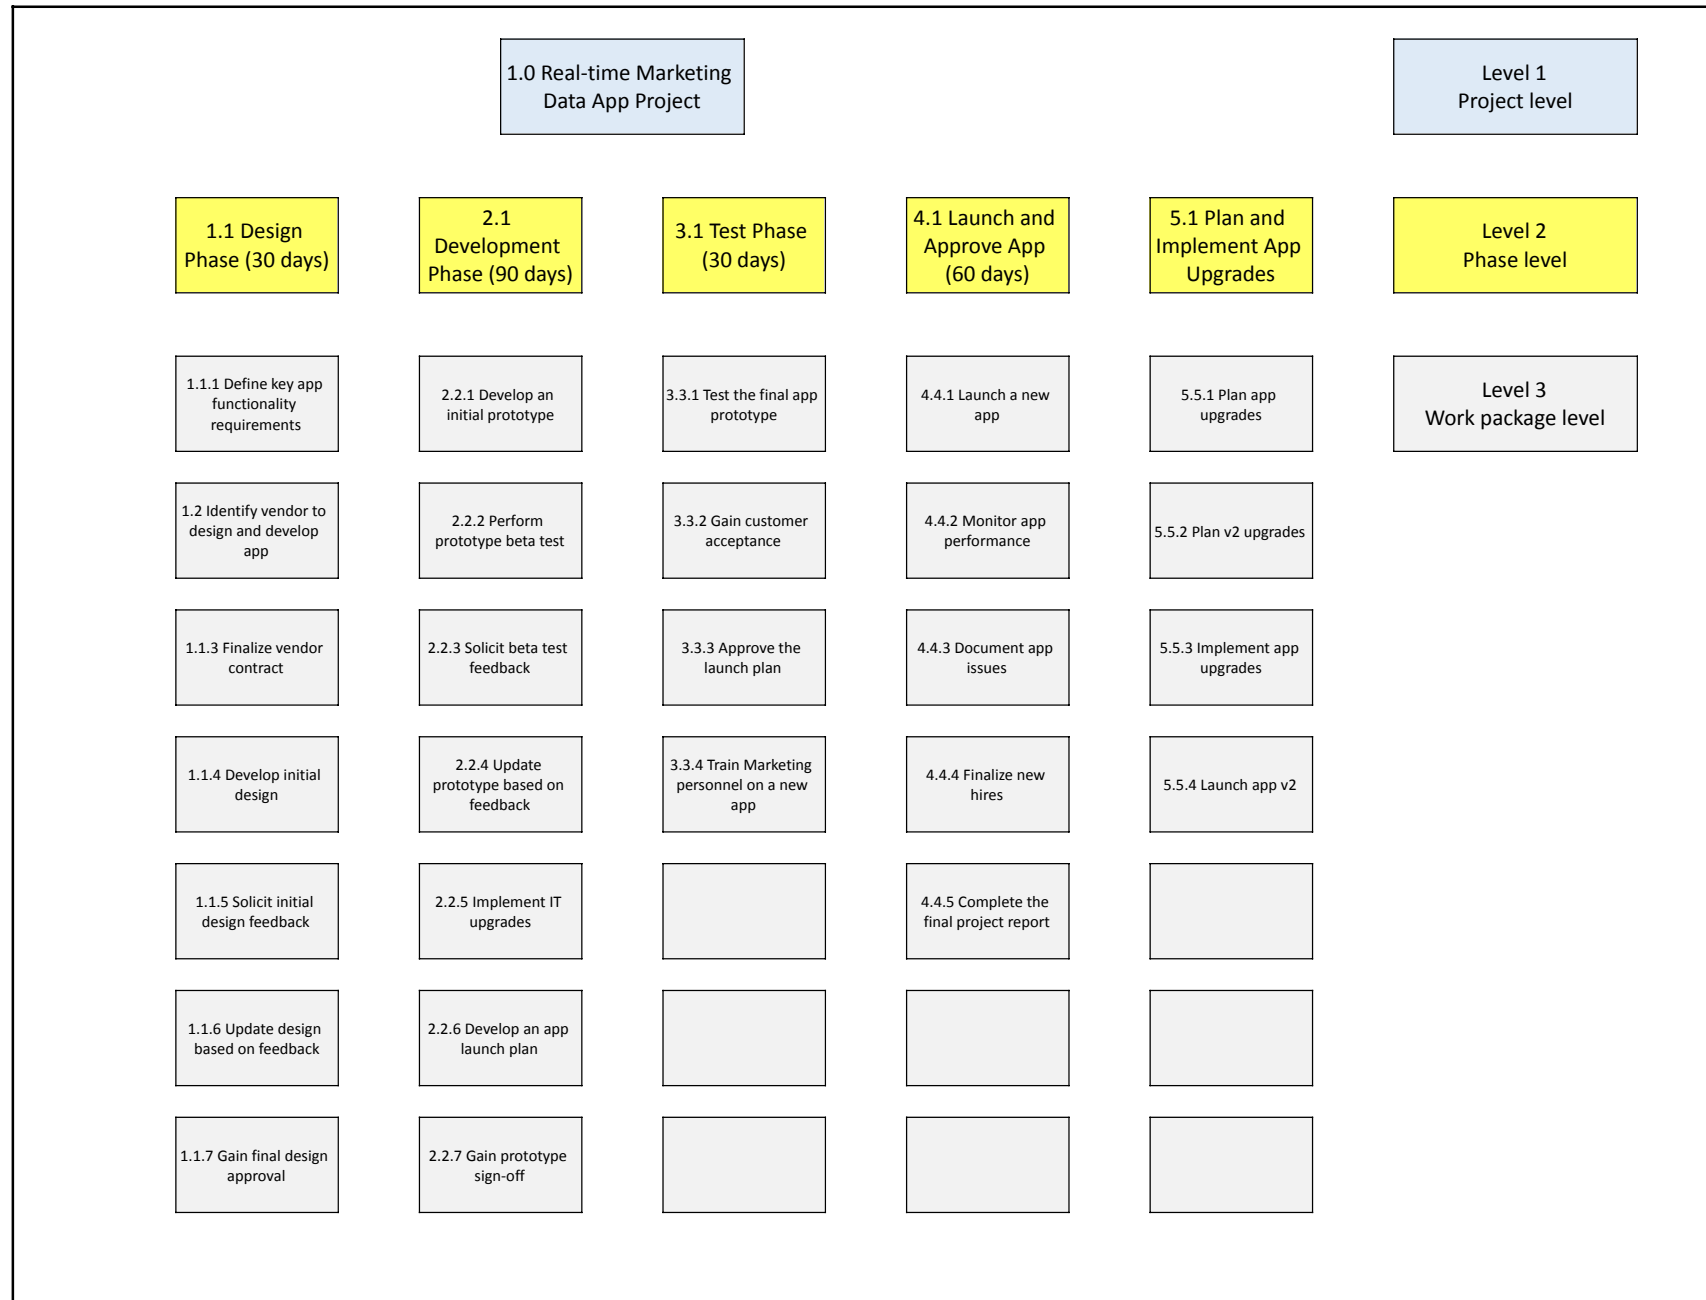 1.0 Real-time Marketing
Data App Project
Level 1
Project level
1.1 Design
Phase (30 days)
2.1
Development
Phase (90 days)
3.1 Test Phase
(30 days)
4.1 Launch and
Approve App
(60 days)
5.1 Plan and
Implement App
Upgrades
Level 2
Phase level
1.1.1 Define key app
functionality
requirements
2.2.1 Develop an
initial prototype
3.3.1 Test the final app
prototype
4.4.1 Launch a new
app
5.5.1 Plan app
upgrades
Level 3
Work package level
1.2 Identify vendor to
design and develop
app
2.2.2 Perform
prototype beta test
3.3.2 Gain customer
acceptance
4.4.2 Monitor app
performance
5.5.2 Plan v2 upgrades
1.1.3 Finalize vendor
contract
2.2.3 Solicit beta test
feedback
3.3.3 Approve the
launch plan
4.4.3 Document app
issues
5.5.3 Implement app
upgrades
1.1.4 Develop initial
design
2.2.4 Update
prototype based on
feedback
3.3.4 Train Marketing
personnel on a new
app
4.4.4 Finalize new
hires
5.5.4 Launch app v2
1.1.5 Solicit initial
design feedback
2.2.5 Implement IT
upgrades
4.4.5 Complete the
final project report
1.1.6 Update design
based on feedback
2.2.6 Develop an app
launch plan
1.1.7 Gain final design
approval
2.2.7 Gain prototype
sign-off